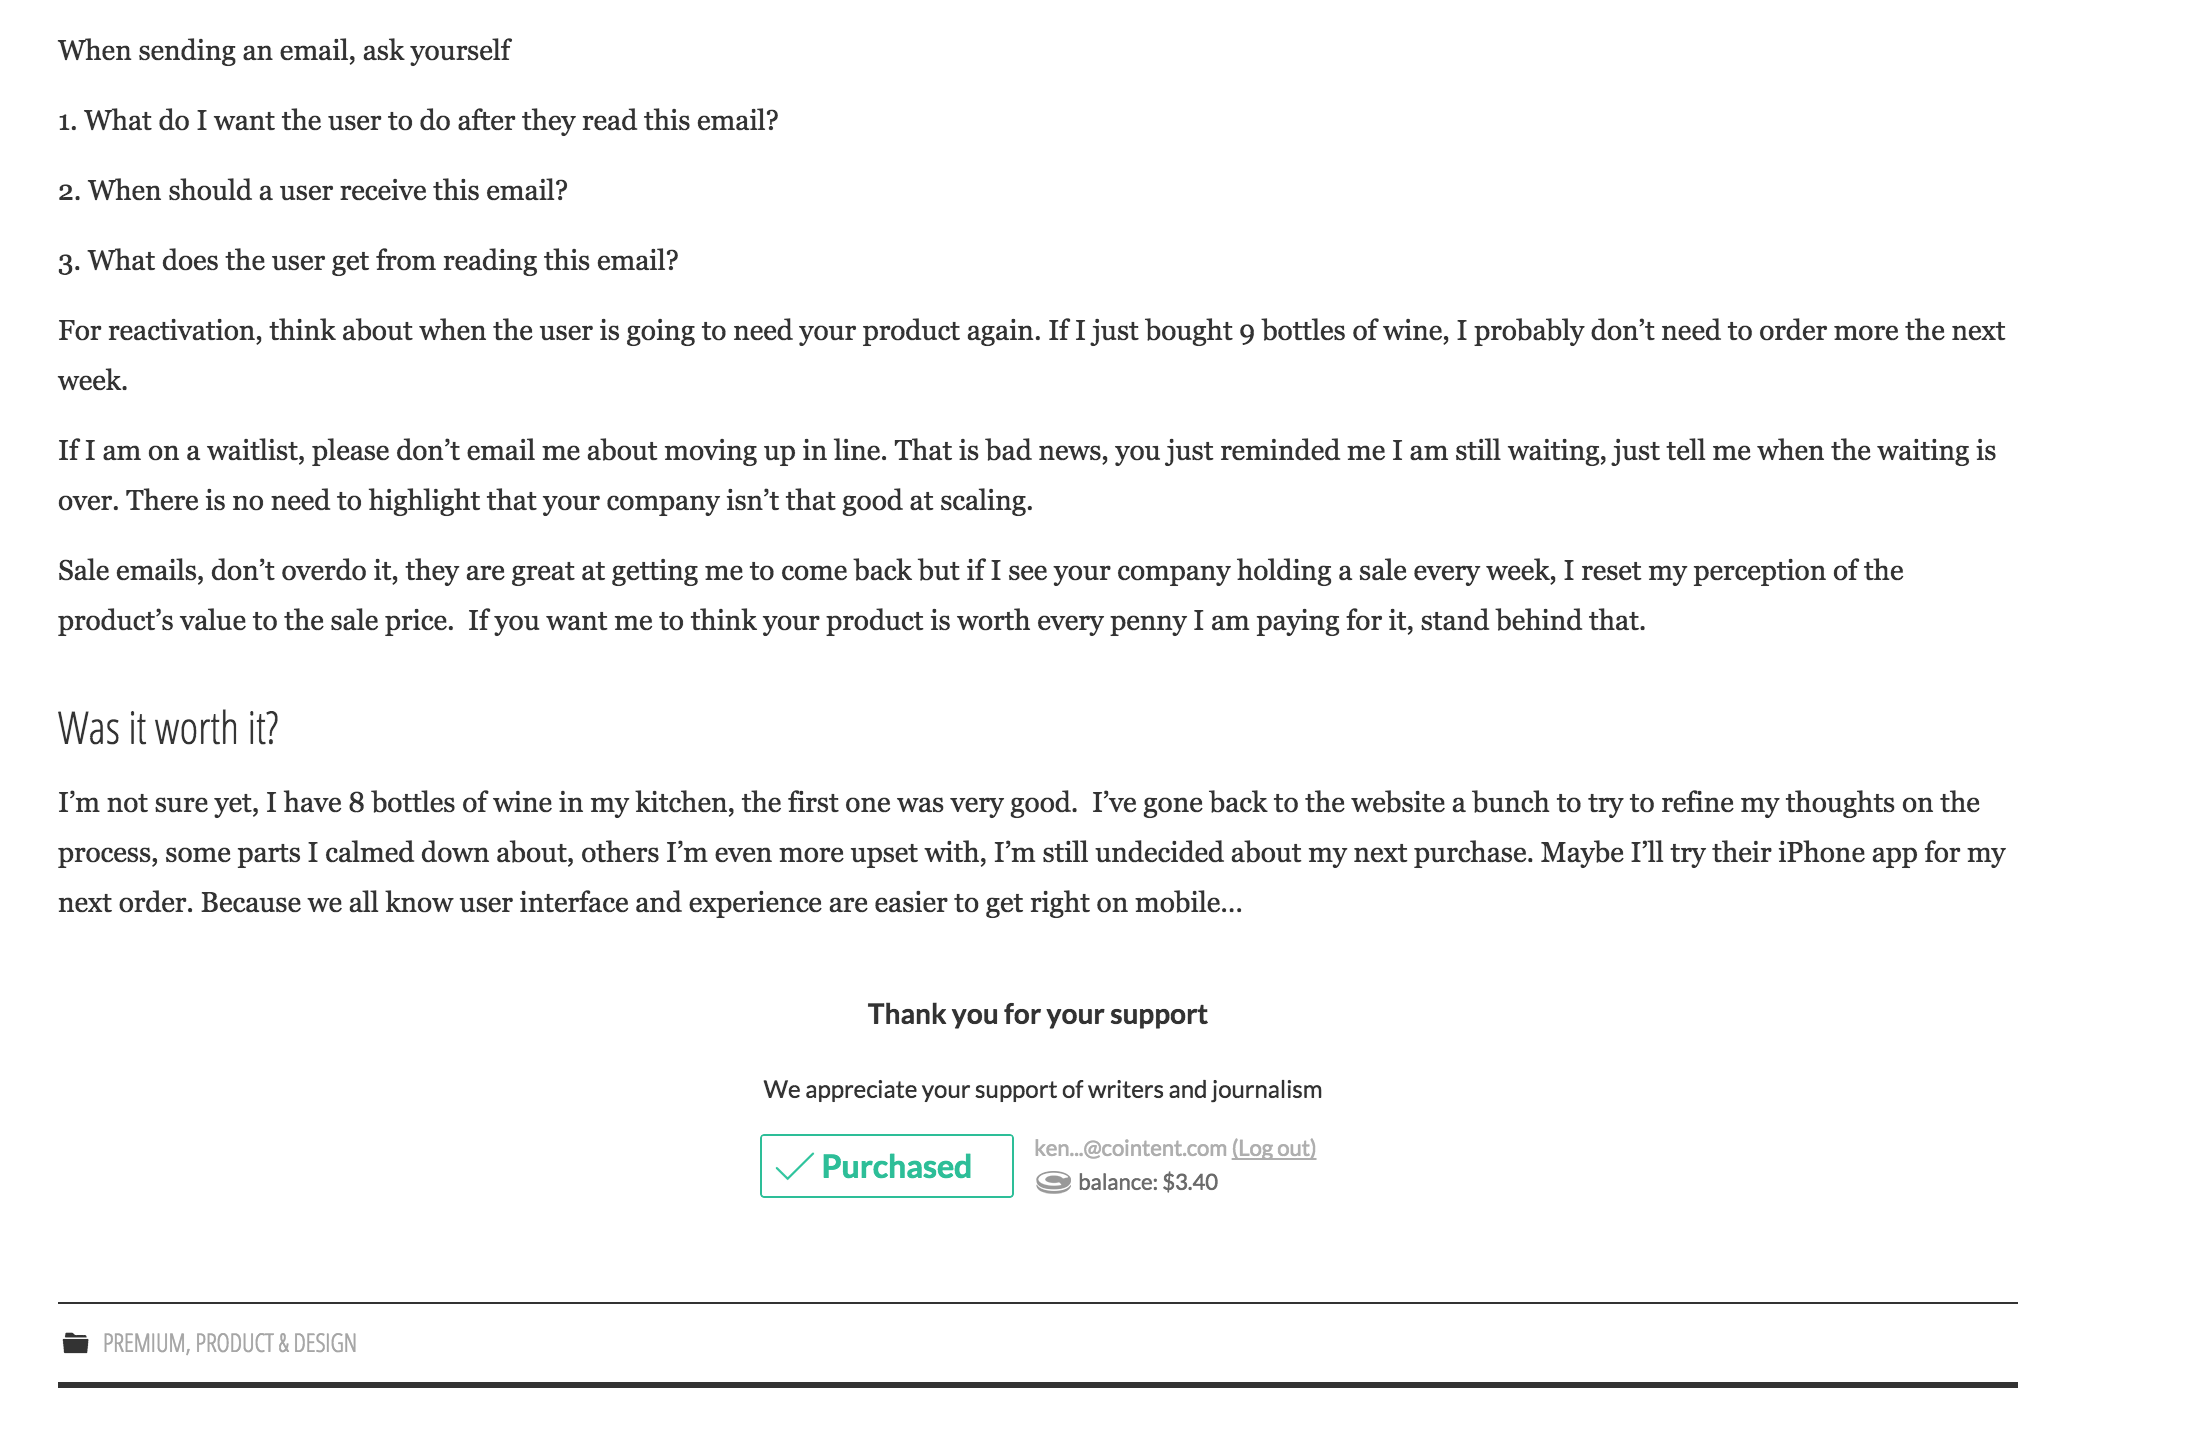 When sending an email, ask yourself
1. What do I want the user to do after they read this email?
2. When should a user receive this email?
3. What does the user get from reading this email?
For reactivation, think about when the user is going to need your product again. If I just bought 9 bottles of wine, I probably don’t need to order more the next
week.
If I am on a waitlist, please don’t email me about moving up in line. That is bad news, you just reminded me I am still waiting, just tell me when the waiting is
over. There is no need to highlight that your company isn’t that good at scaling.
Sale emails, don’t overdo it, they are great at getting me to come back but if I see your company holding a sale every week, I reset my perception of the
product’s value to the sale price.  If you want me to think your product is worth every penny I am paying for it, stand behind that.
Was it worth it?
I’m not sure yet, I have 8 bottles of wine in my kitchen, the first one was very good.  I’ve gone back to the website a bunch to try to refine my thoughts on the
process, some parts I calmed down about, others I’m even more upset with, I’m still undecided about my next purchase. Maybe I’ll try their iPhone app for my
next order. Because we all know user interface and experience are easier to get right on mobile…
Thank you for your support
We appreciate your support of writers and journalism
Purchased
ken...@cointent.com (Log out)
balance: $3.40
PREMIUM, PRODUCT & DESIGN